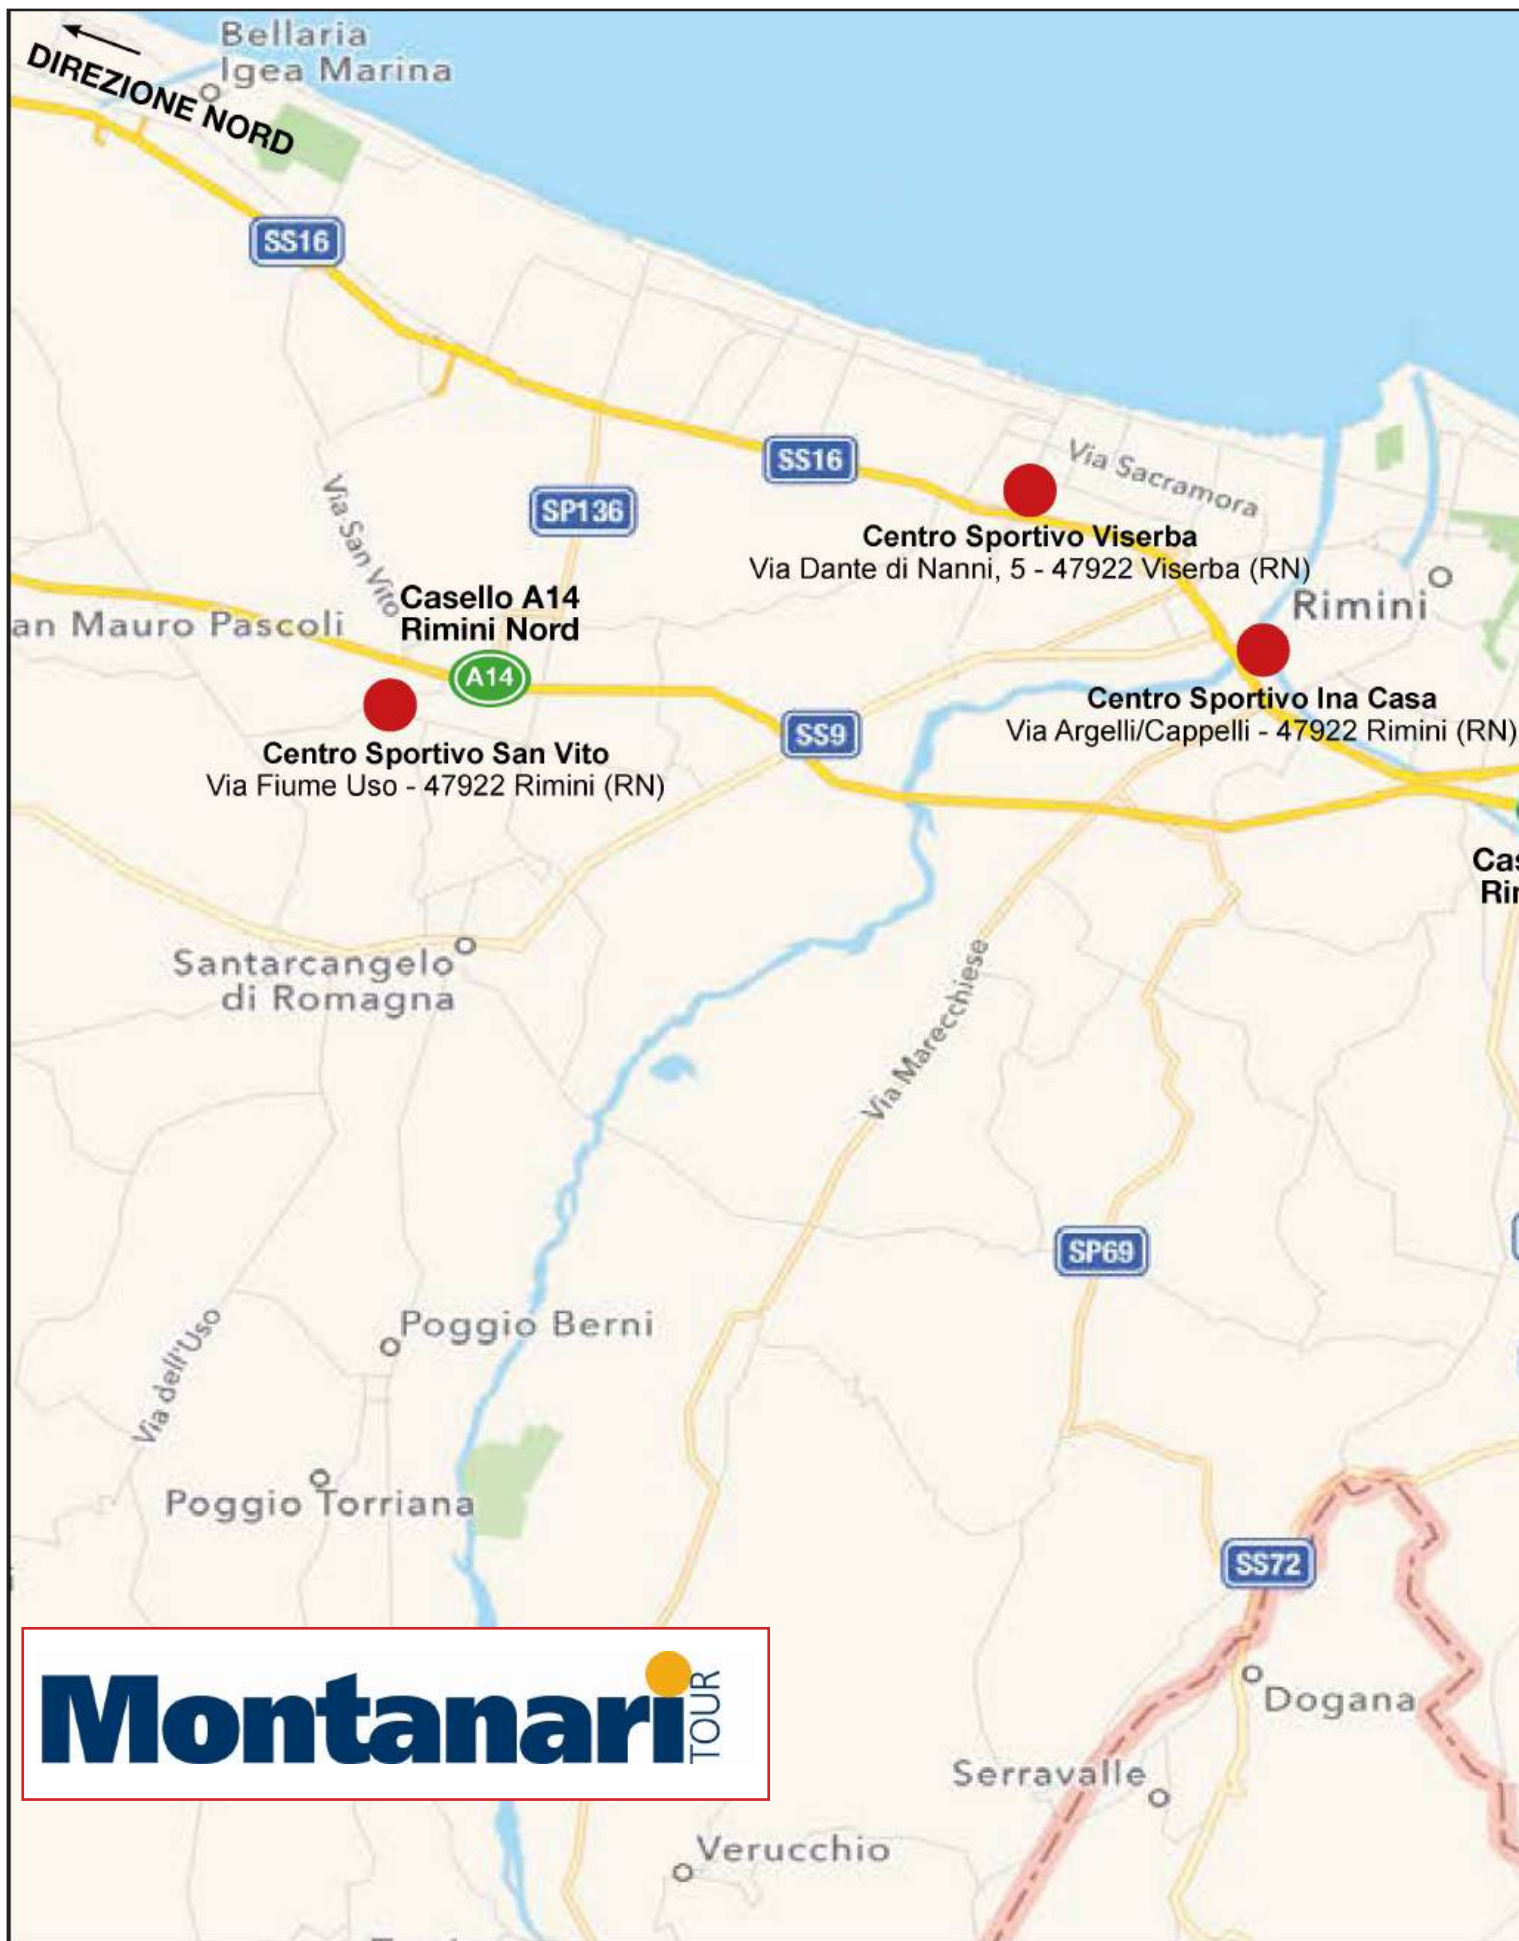 DIREZIONE NORD
Bellaria
Igea Marina
SS16
SS16
Via Sacramora
SP136
Via San Vito
Centro Sportivo Viserba
Via Dante di Nanni, 5 - 47922 Viserba (RN)
Rimini
Casello A14
Rimini Nord
an Mauro Pascoli
A14
Centro Sportivo San Vito
Via Fiume Uso - 47922 Rimini (RN)
SS9
Centro Sportivo Ina Casa
Via Argelli/Cappelli - 47922 Rimini (RN)
Cas
Rin
Santarcangelo
di Romagna
Via Marecchiese
SP69
Poggio Berni
Via dell'Uso
Poggio Torriana
SS72
Montanari
TOUR
Dogana
Serravalle
Verucchio